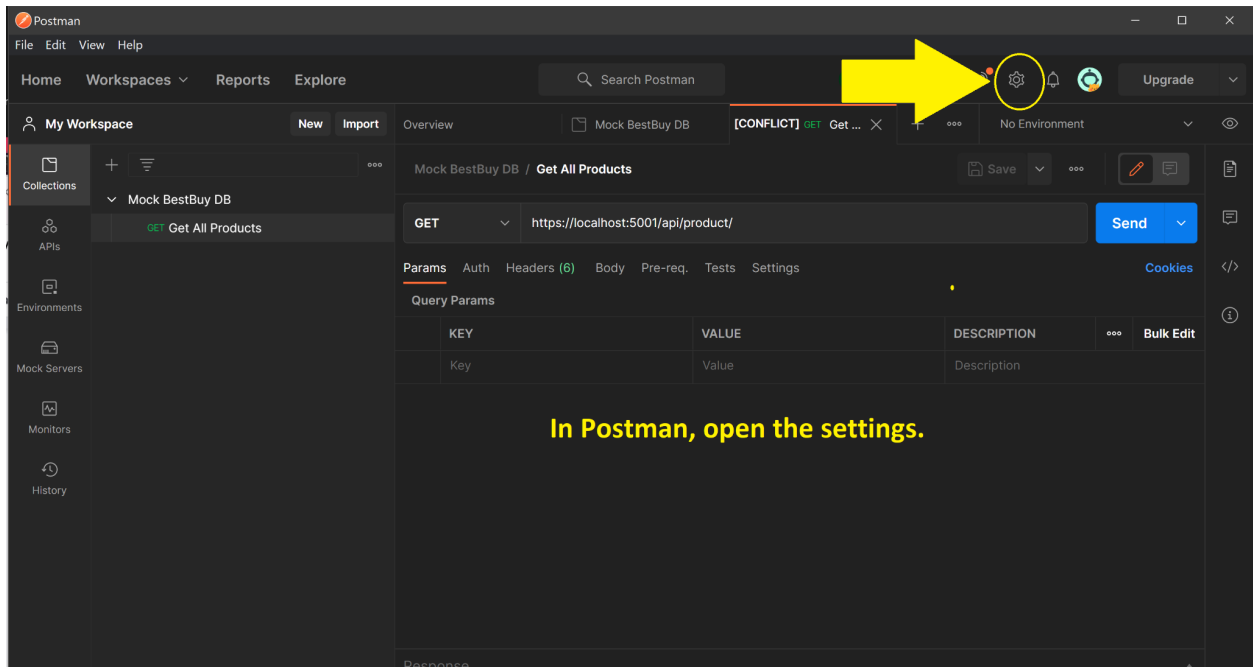 Postman
File Edit View Help
Home Workspaces Reports Explore Search Postman Upgrade
My Workspace New Import Overview Mock BestBuy DB [CONFLICT] GET Get ... No Environment
Collections
Mock BestBuy DB / Get All Products Save
Mock BestBuy DB
GET Get All Products
GET https://localhost:5001/api/product/ Send
APIs
Params Auth Headers (6) Body Pre-req. Tests Settings Cookies
Environments
Query Params
KEY VALUE DESCRIPTION Bulk Edit
Mock Servers
Key Value Description
Monitors
In Postman, open the settings.
History
Response